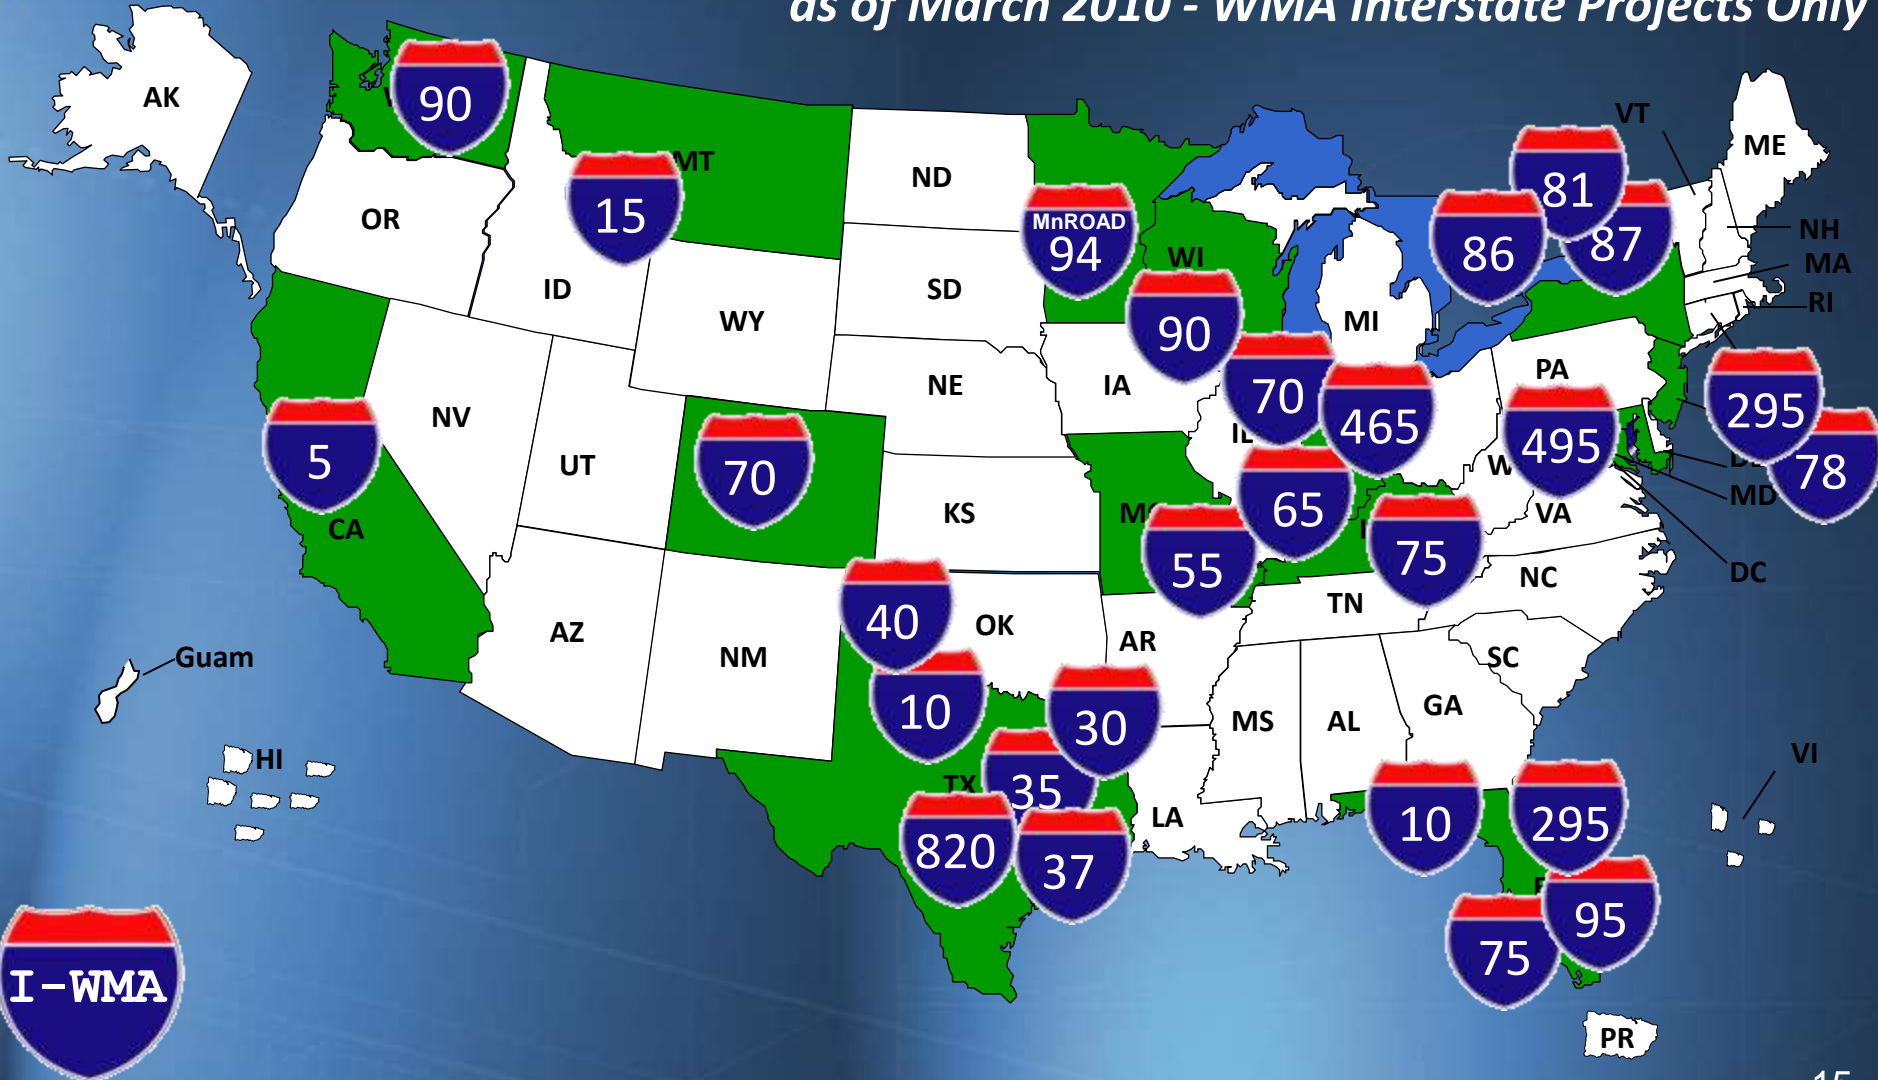 as of March 2010 - WMA Interstate Projects Only
AK
90
MT
15
OR
ID
WY
ND
SD
NE
MnROAD
94
WI
90
IA
MI
VT
ME
81
86
87
NH
MA
RI
PA
295
78
495
MD
DC
VA
70
465
65
75
55
5
CA
NV
UT
70
KS
AZ
NM
40
OK
10
AR
30
TN
NC
SC
MS
AL
GA
LA
TX
35
820
37
10
295
95
75
Guam
HI
VI
PR
I-WMA
15